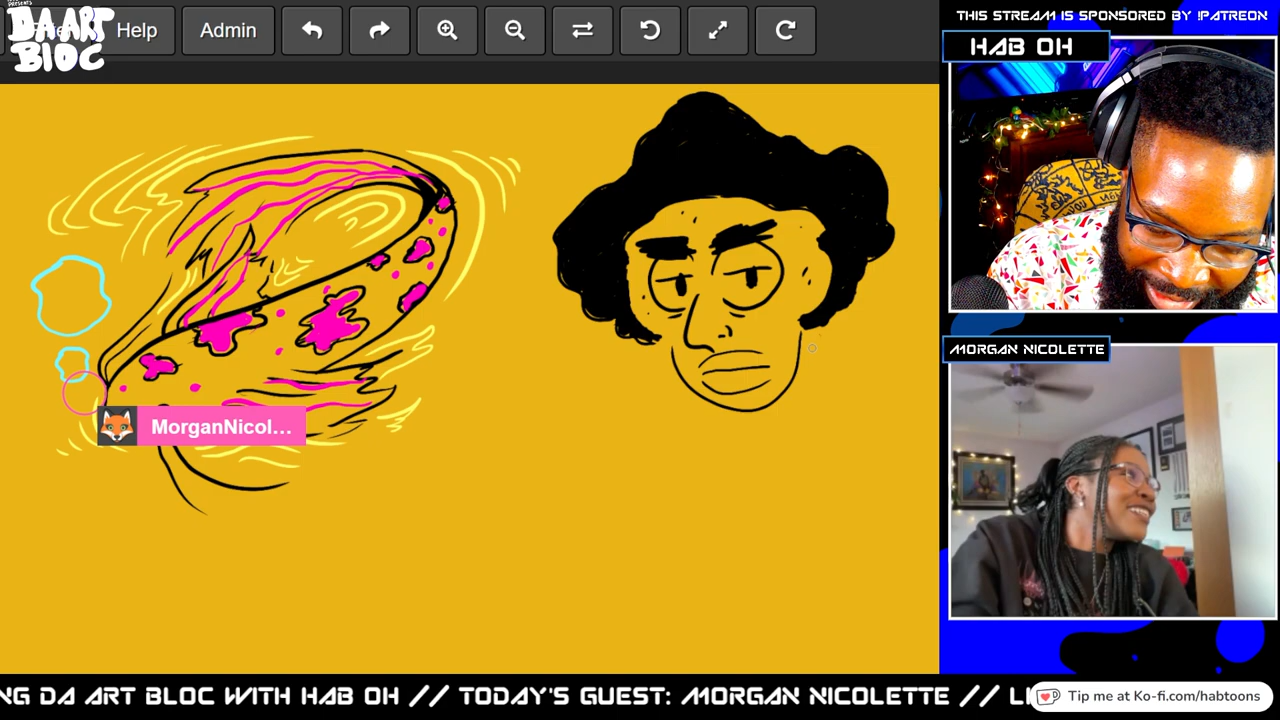 PRESENTS
DA ART
BLOC
Help
Admin
THIS STREAM IS SPONSORED BY !PATREON
HAB OH
MORGAN NICOLETTE
MorganNicol...
NG DA ART BLOC WITH HAB OH // TODAY'S GUEST: MORGAN NICOLETTE // LI
Tip me at Ko-fi.com/habtoons